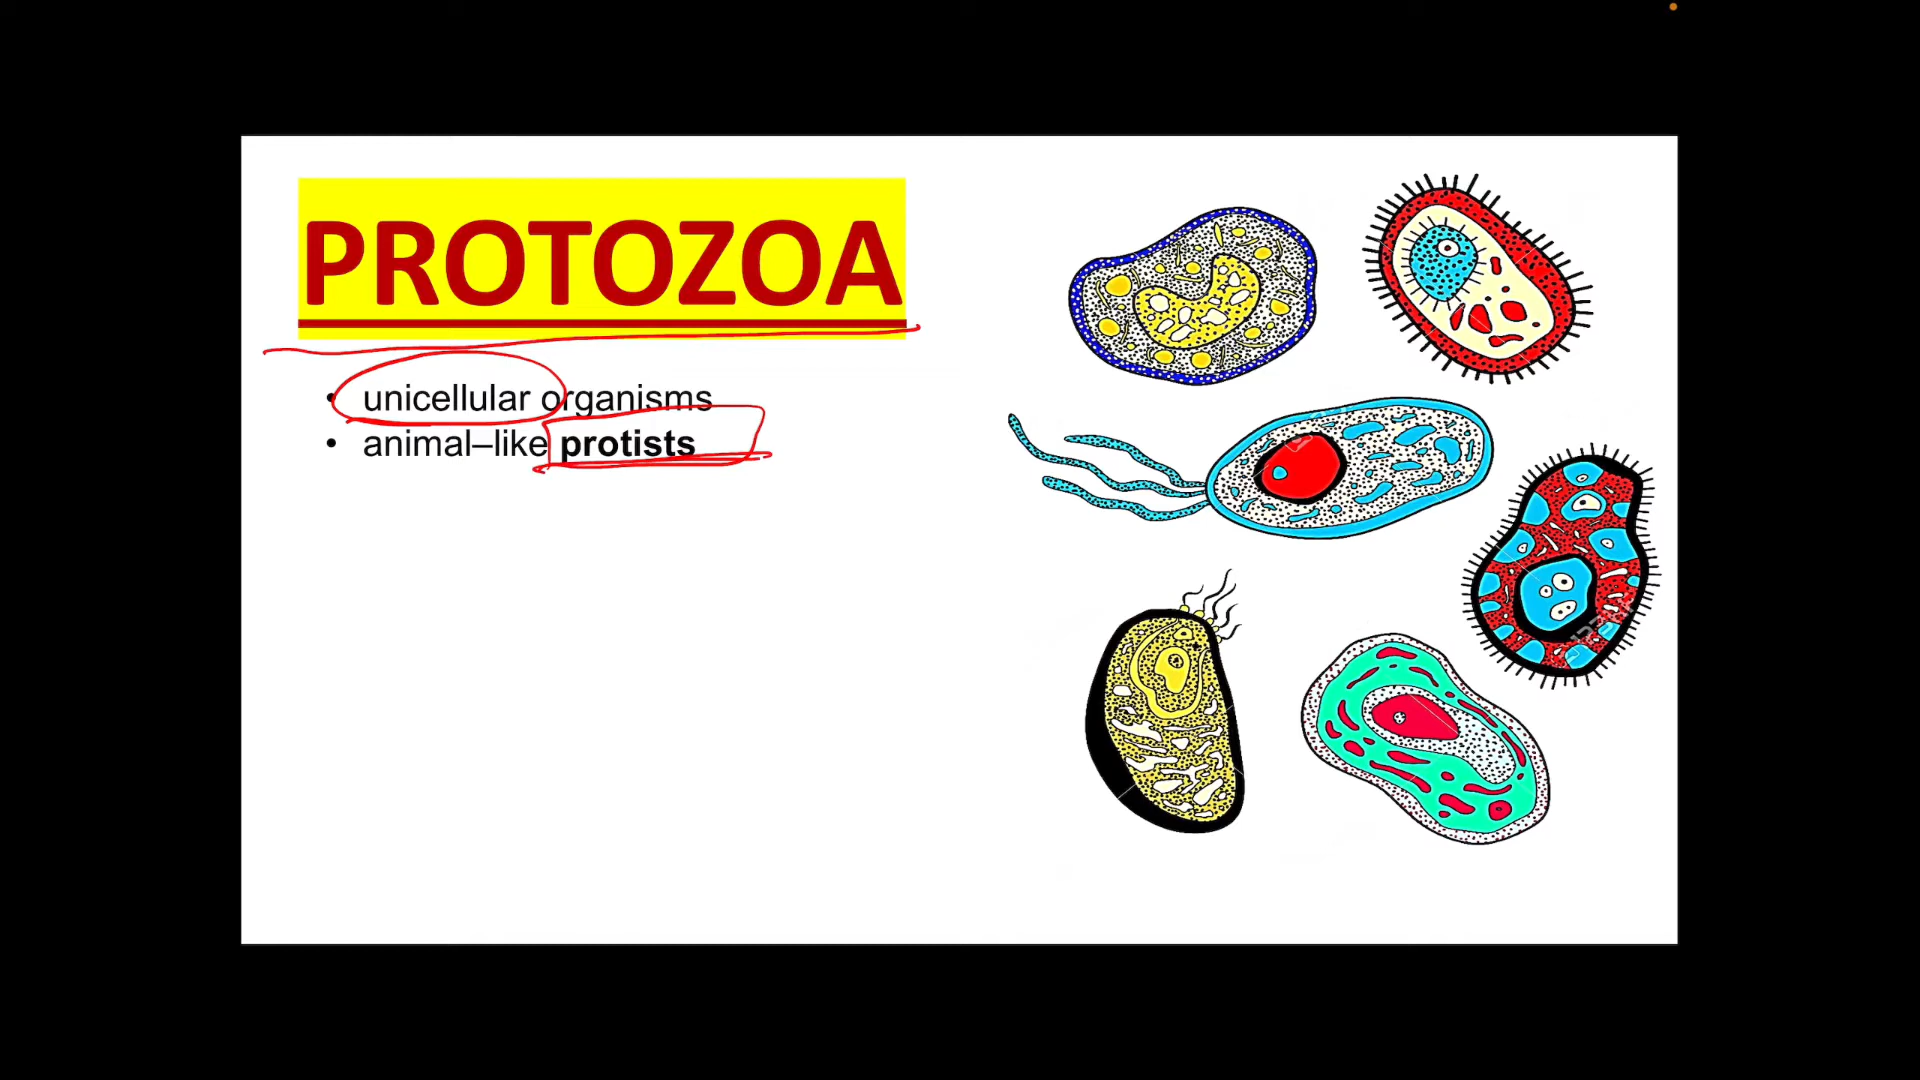 PROTOZOA
• unicellular organisms
• animal–like protists